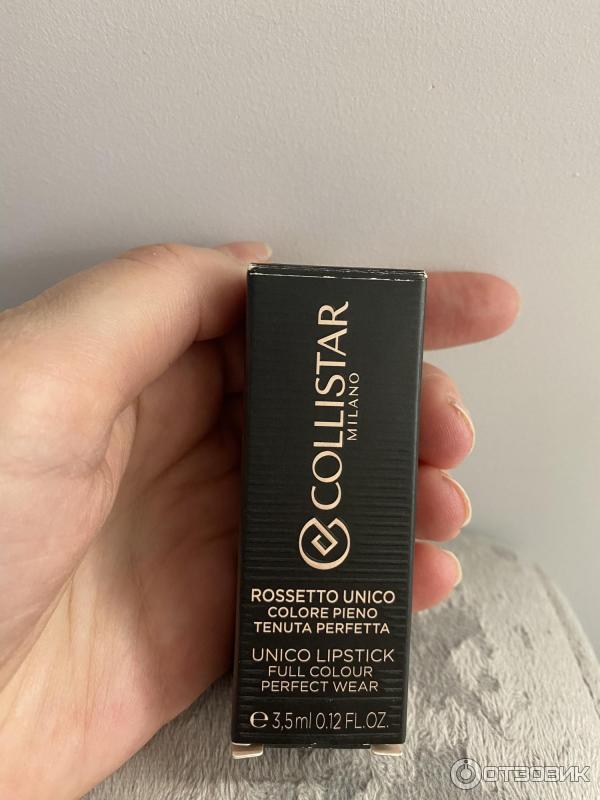 COLLISTAR
MILANO
ROSSETTO UNICO
COLORE PIENO
TENUTA PERFETTA
UNICO LIPSTICK
FULL COLOUR
PERFECT WEAR
℮ 3,5ml 0.12 FL.OZ.
ОТЗОВИК